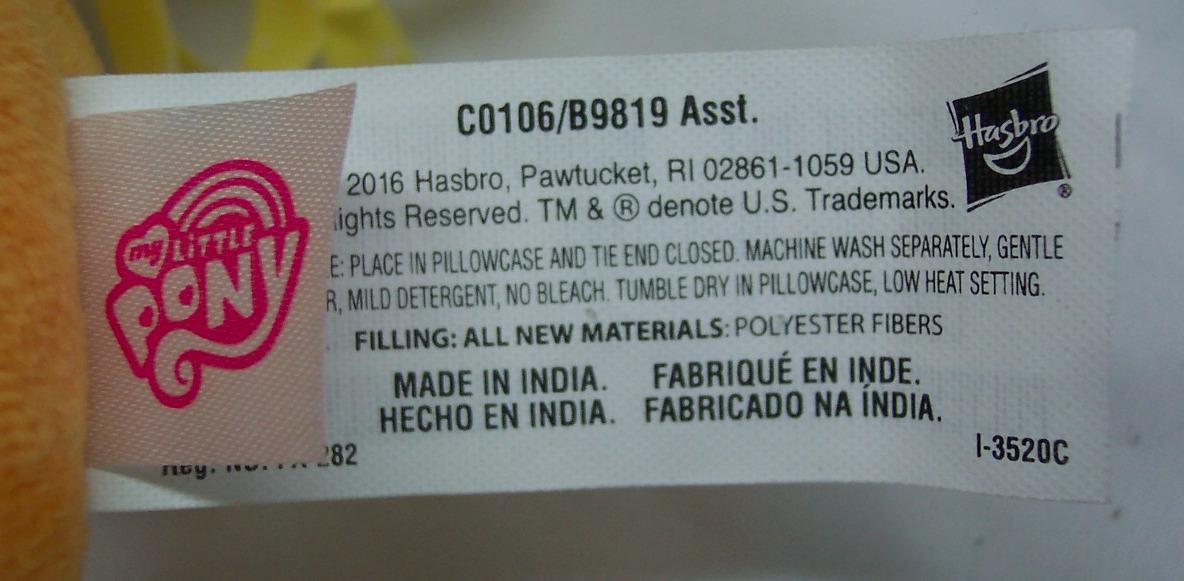 my LITTLE
PONY
C0106/B9819 Asst.
Hasbro
®
2016 Hasbro, Pawtucket, RI 02861-1059 USA.
ights Reserved. TM & ® denote U.S. Trademarks.
E: PLACE IN PILLOWCASE AND TIE END CLOSED. MACHINE WASH SEPARATELY, GENTLE
R, MILD DETERGENT, NO BLEACH. TUMBLE DRY IN PILLOWCASE, LOW HEAT SETTING.
FILLING: ALL NEW MATERIALS: POLYESTER FIBERS
MADE IN INDIA. FABRIQUÉ EN INDE.
HECHO EN INDIA. FABRICADO NA ÍNDIA.
Reg. NO. 282
I-3520C